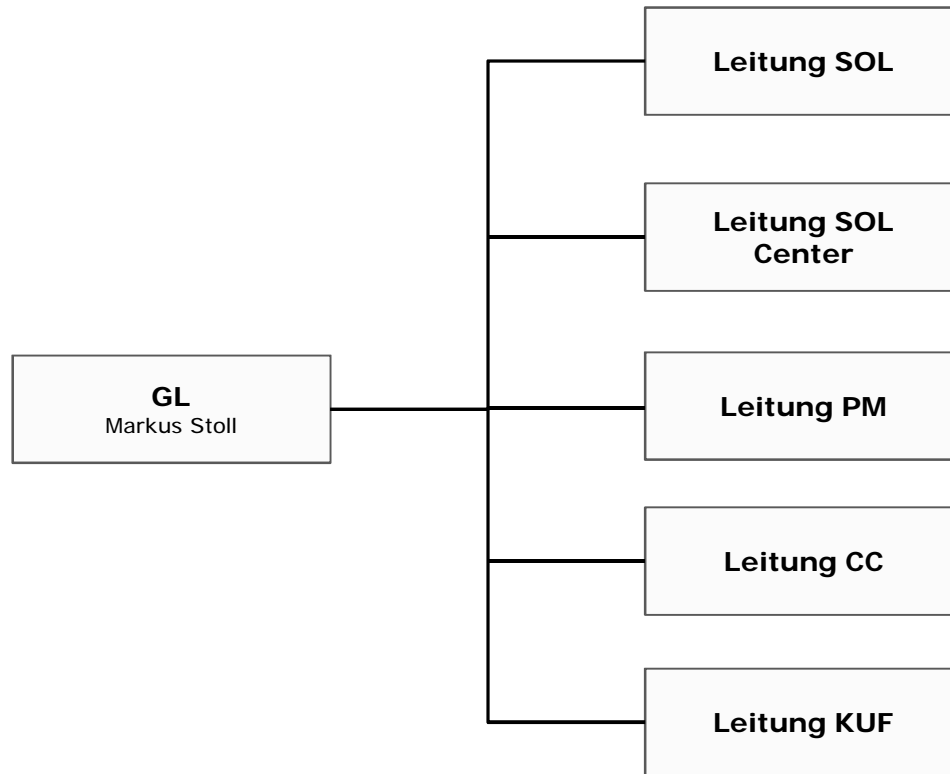 Leitung SOL
Leitung SOL
Center
GL
Markus Stoll
Leitung PM
Leitung CC
Leitung KUF